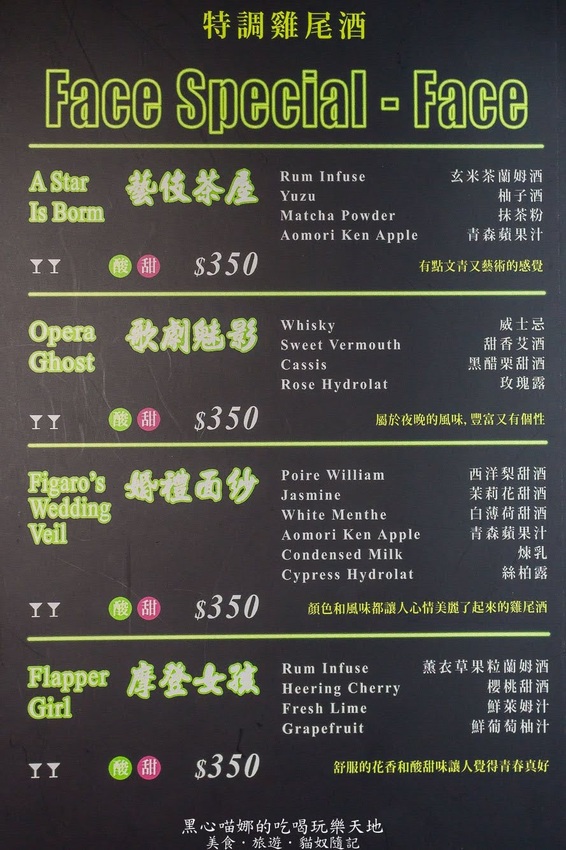 特調雞尾酒
Face Special - Face
A Star 藝伎茶屋
Is Borm
Rum Infuse 玄米茶蘭姆酒
Yuzu 柚子酒
Matcha Powder 抹茶粉
Aomori Ken Apple 青森蘋果汁
酸 甜 $350 有點文青又藝術的感覺
Opera 歌劇魅影
Ghost
Whisky 威士忌
Sweet Vermouth 甜香艾酒
Cassis 黑醋栗甜酒
Rose Hydrolat 玫瑰露
酸 甜 $350 屬於夜晚的風味, 豐富又有個性
Figaro's 婚禮面紗
Wedding
Veil
Poire William 西洋梨甜酒
Jasmine 茉莉花甜酒
White Menthe 白薄荷甜酒
Aomori Ken Apple 青森蘋果汁
Condensed Milk 煉乳
Cypress Hydrolat 絲柏露
酸 甜 $350 顏色和風味都讓人心情美麗了起來的雞尾酒
Flapper 摩登女孩
Girl
Rum Infuse 薰衣草果粒蘭姆酒
Heering Cherry 櫻桃甜酒
Fresh Lime 鮮萊姆汁
Grapefruit 鮮葡萄柚汁
酸 甜 $350 舒服的花香和酸甜味讓人覺得青春真好
黑心喵娜的吃喝玩樂天地
美食·旅遊·貓奴隨記